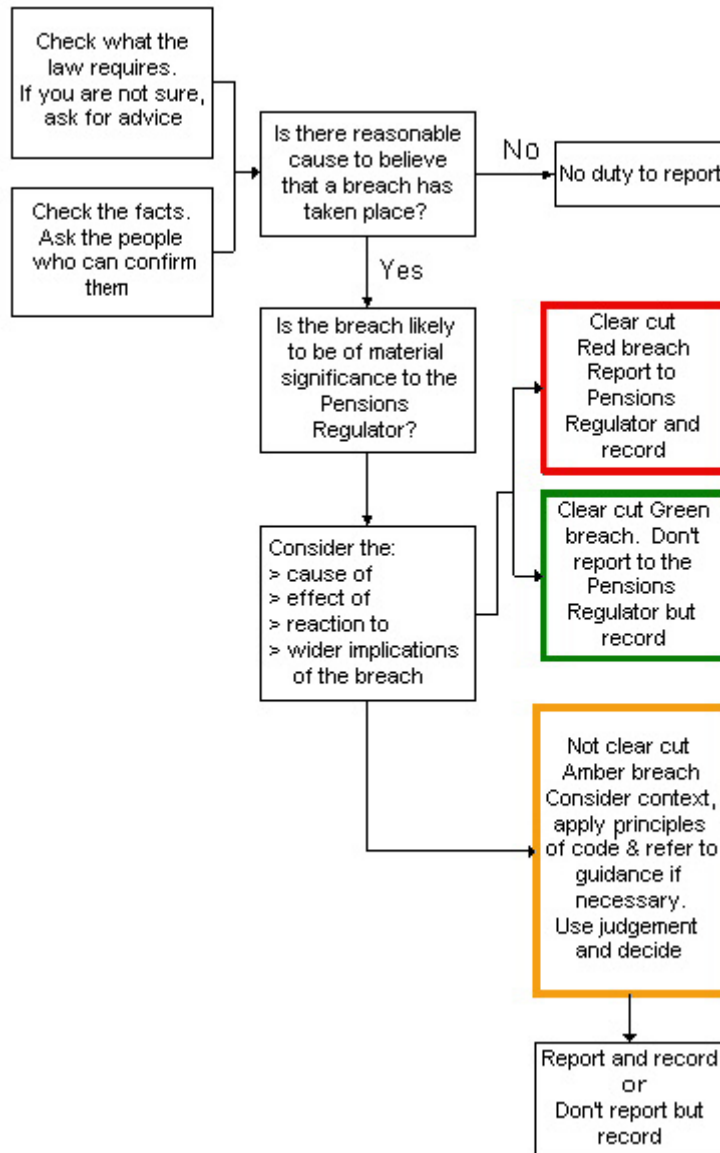 Check what the
law requires.
If you are not sure,
ask for advice
Check the facts.
Ask the people
who can confirm
them
Is there reasonable
cause to believe
that a breach has
taken place?
No
No duty to report
Yes
Is the breach likely
to be of material
significance to the
Pensions
Regulator?
Consider the:
> cause of
> effect of
> reaction to
> wider implications
of the breach
Clear cut
Red breach
Report to
Pensions
Regulator and
record
Clear cut Green
breach. Don't
report to the
Pensions
Regulator but
record
Not clear cut
Amber breach
Consider context,
apply principles
of code & refer to
guidance if
necessary.
Use judgement
and decide
Report and record
or
Don't report but
record